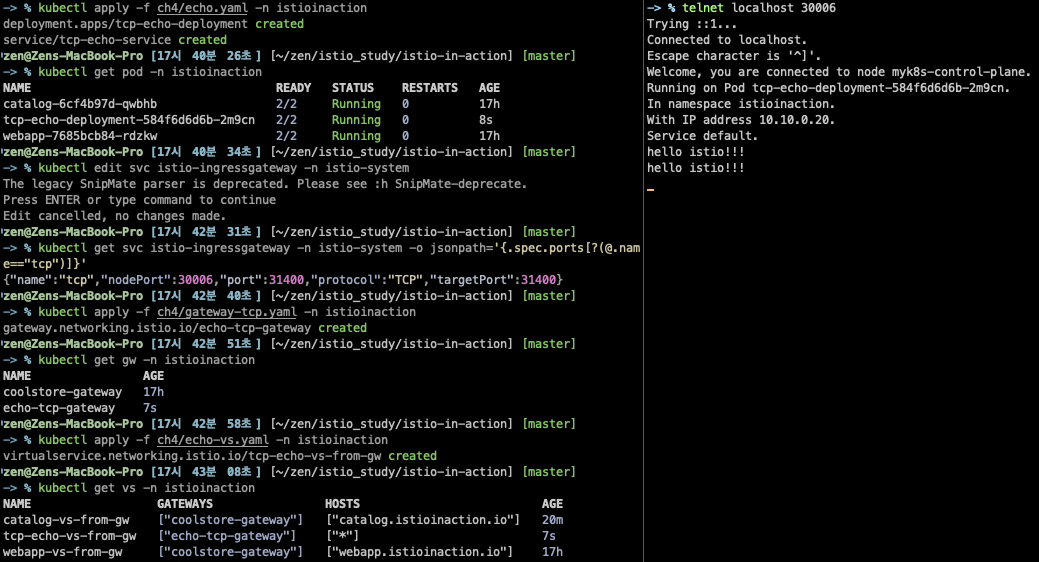 -> % kubectl apply -f ch4/echo.yaml -n istioinaction
deployment.apps/tcp-echo-deployment created
service/tcp-echo-service created
zen@Zens-MacBook-Pro [17시 40분 26초] [~/zen/istio_study/istio-in-action] [master]
-> % kubectl get pod -n istioinaction
NAME READY STATUS RESTARTS AGE
catalog-6cf4b97d-qwbhb 2/2 Running 0 17h
tcp-echo-deployment-584f6d6d6b-2m9cn 2/2 Running 0 8s
webapp-7685bcb84-rdzkw 2/2 Running 0 17h
zen@Zens-MacBook-Pro [17시 40분 34초] [~/zen/istio_study/istio-in-action] [master]
-> % kubectl edit svc istio-ingressgateway -n istio-system
The legacy SnipMate parser is deprecated. Please see :h SnipMate-deprecate.
Press ENTER or type command to continue
Edit cancelled, no changes made.
zen@Zens-MacBook-Pro [17시 42분 31초] [~/zen/istio_study/istio-in-action] [master]
-> % kubectl get svc istio-ingressgateway -n istio-system -o jsonpath='{.spec.ports[?(@.nam
e=="tcp")]}'
{"name":"tcp","nodePort":30006,"port":31400,"protocol":"TCP","targetPort":31400}
zen@Zens-MacBook-Pro [17시 42분 40초] [~/zen/istio_study/istio-in-action] [master]
-> % kubectl apply -f ch4/gateway-tcp.yaml -n istioinaction
gateway.networking.istio.io/echo-tcp-gateway created
zen@Zens-MacBook-Pro [17시 42분 51초] [~/zen/istio_study/istio-in-action] [master]
-> % kubectl get gw -n istioinaction
NAME AGE
coolstore-gateway 17h
echo-tcp-gateway 7s
zen@Zens-MacBook-Pro [17시 42분 58초] [~/zen/istio_study/istio-in-action] [master]
-> % kubectl apply -f ch4/echo-vs.yaml -n istioinaction
virtualservice.networking.istio.io/tcp-echo-vs-from-gw created
zen@Zens-MacBook-Pro [17시 43분 08초] [~/zen/istio_study/istio-in-action] [master]
-> % kubectl get vs -n istioinaction
NAME GATEWAYS HOSTS AGE
catalog-vs-from-gw ["coolstore-gateway"] ["catalog.istioinaction.io"] 20m
tcp-echo-vs-from-gw ["echo-tcp-gateway"] ["*"] 7s
webapp-vs-from-gw ["coolstore-gateway"] ["webapp.istioinaction.io"] 17h
-> % telnet localhost 30006
Trying ::1...
Connected to localhost.
Escape character is '^]'.
Welcome, you are connected to node myk8s-control-plane.
Running on Pod tcp-echo-deployment-584f6d6d6b-2m9cn.
In namespace istioinaction.
With IP address 10.10.0.20.
Service default.
hello istio!!!
hello istio!!!